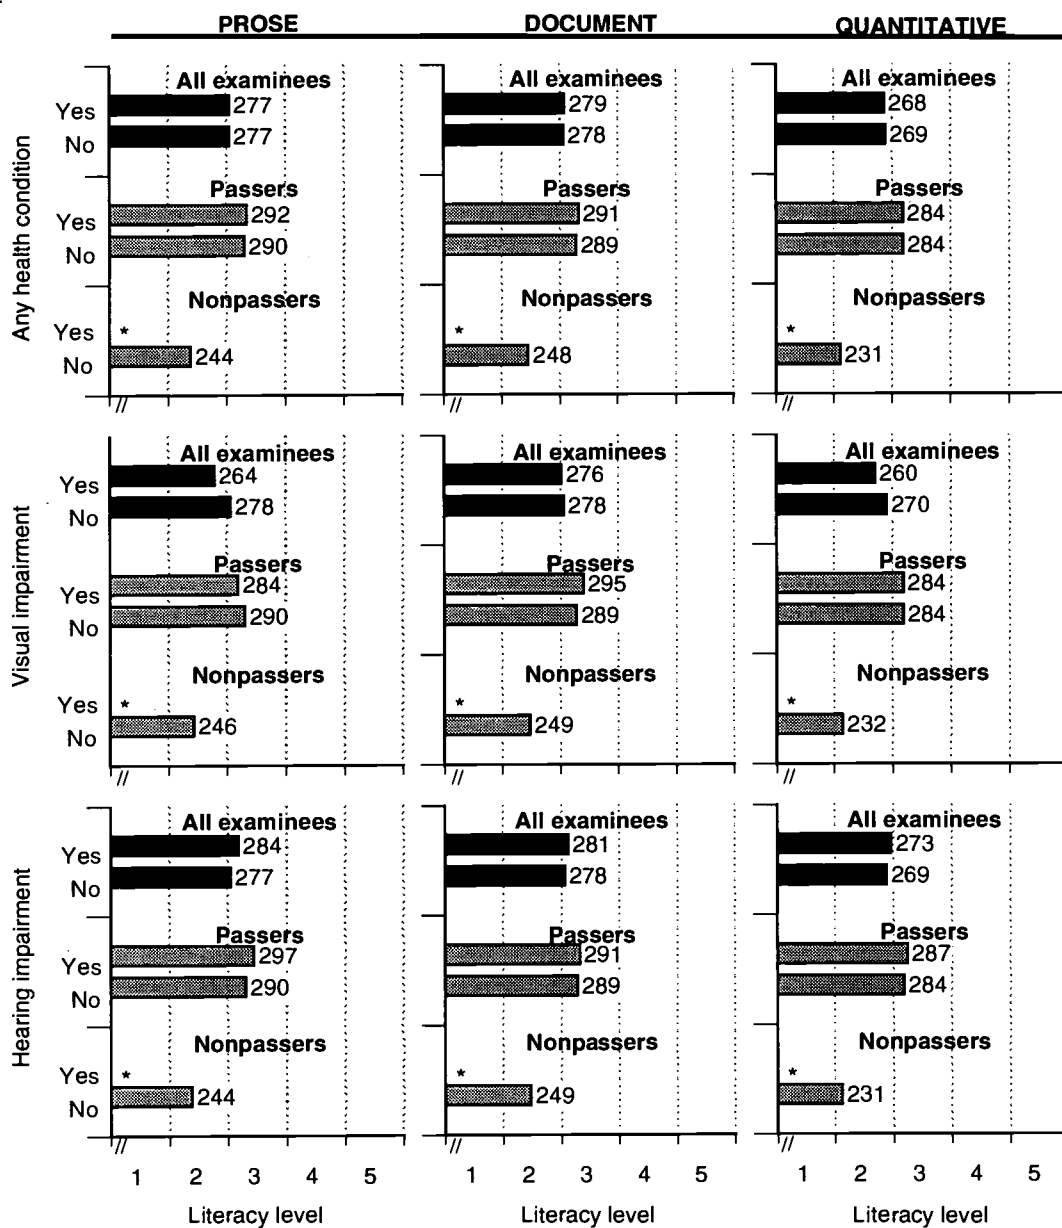 PROSE DOCUMENT QUANTITATIVE
Any health condition
All examinees All examinees All examinees
Yes 277 279 268
No 277 278 269
Passers Passers Passers
Yes 292 291 284
No 290 289 284
Nonpassers Nonpassers Nonpassers
Yes * * *
No 244 248 231
// // //
Visual impairment
All examinees All examinees All examinees
Yes 264 276 260
No 278 278 270
Passers Passers Passers
Yes 284 295 284
No 290 289 284
Nonpassers Nonpassers Nonpassers
Yes * * *
No 246 249 232
// // //
Hearing impairment
All examinees All examinees All examinees
Yes 284 281 273
No 277 278 269
Passers Passers Passers
Yes 297 291 287
No 290 289 284
Nonpassers Nonpassers Nonpassers
Yes * * *
No 244 249 231
// // //
1 2 3 4 5 1 2 3 4 5 1 2 3 4 5
Literacy level Literacy level Literacy level